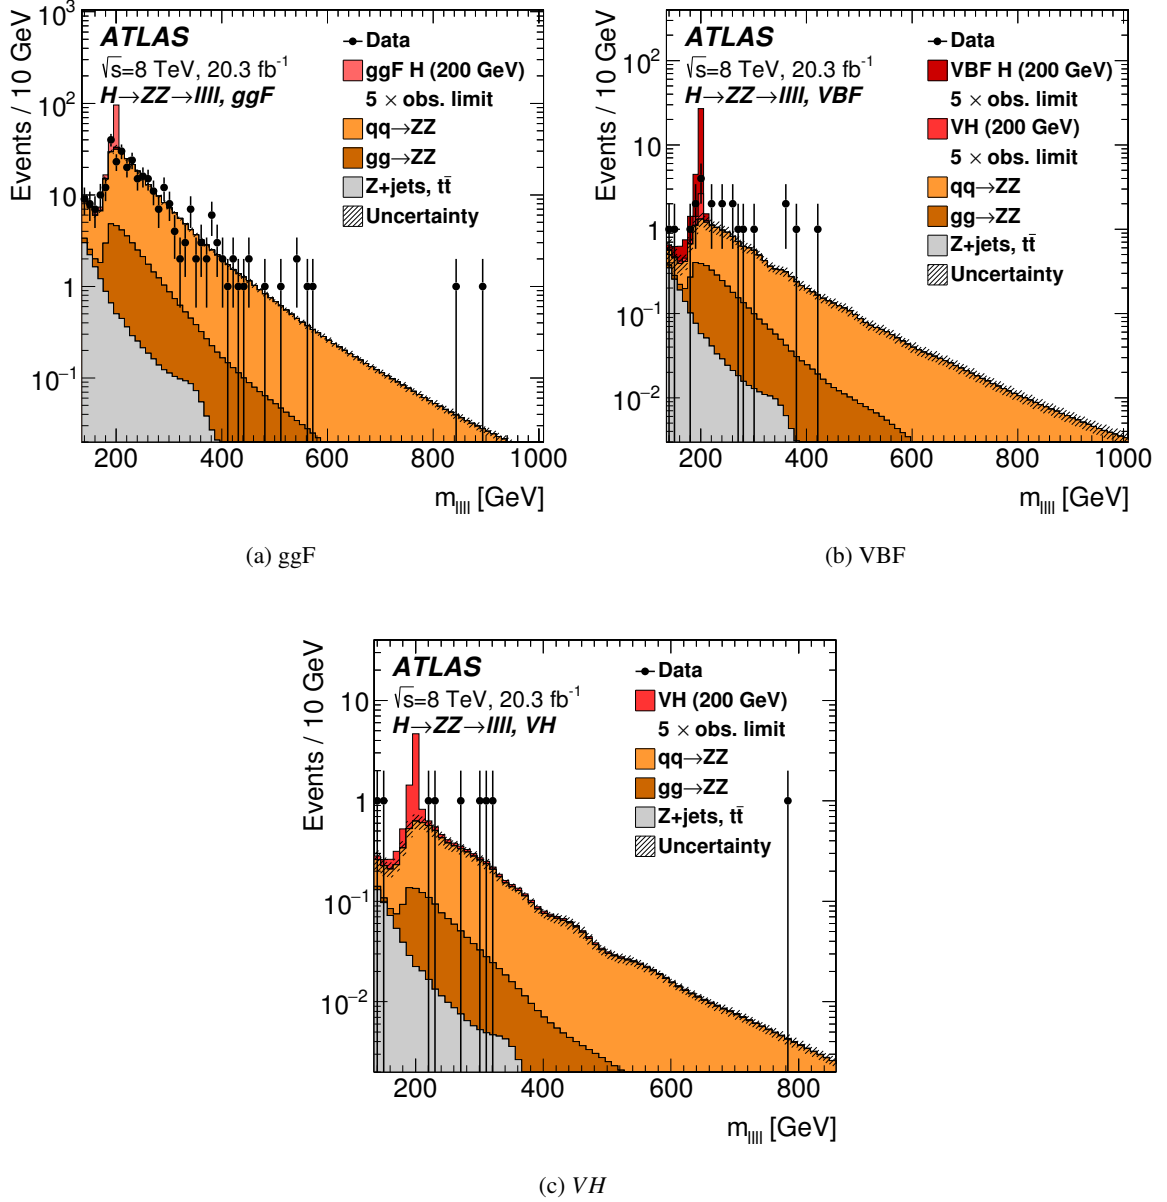 ATLAS
√s=8 TeV, 20.3 fb⁻¹
H→ZZ→llll, ggF
Data
ggF H (200 GeV)
5 × obs. limit
qq→ZZ
gg→ZZ
Z+jets, tt̄
Uncertainty
Events / 10 GeV
10³
10²
10
1
10⁻¹
200 400 600 800 1000
m_llll [GeV]
(a) ggF
ATLAS
√s=8 TeV, 20.3 fb⁻¹
H→ZZ→llll, VBF
Data
VBF H (200 GeV)
5 × obs. limit
VH (200 GeV)
5 × obs. limit
qq→ZZ
gg→ZZ
Z+jets, tt̄
Uncertainty
Events / 10 GeV
10²
10
1
10⁻¹
10⁻²
200 400 600 800 1000
m_llll [GeV]
(b) VBF
ATLAS
√s=8 TeV, 20.3 fb⁻¹
H→ZZ→llll, VH
Data
VH (200 GeV)
5 × obs. limit
qq→ZZ
gg→ZZ
Z+jets, tt̄
Uncertainty
Events / 10 GeV
10
1
10⁻¹
10⁻²
200 400 600 800
m_llll [GeV]
(c) VH